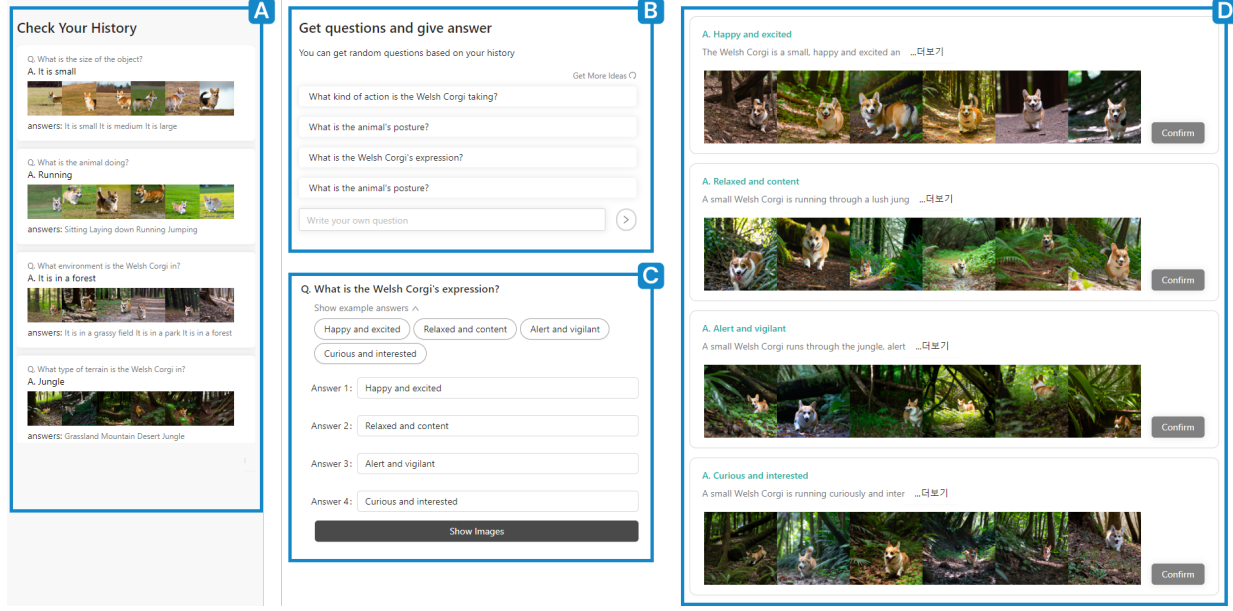 A
Check Your History
Q. What is the size of the object?
A. It is small
answers: It is small It is medium It is large
Q. What is the animal doing?
A. Running
answers: Sitting Laying down Running Jumping
Q. What environment is the Welsh Corgi in?
A. It is in a forest
answers: It is in a grassy field It is in a park It is in a forest
Q. What type of terrain is the Welsh Corgi in?
A. Jungle
answers: Grassland Mountain Desert Jungle
B
Get questions and give answer
You can get random questions based on your history
Get More Ideas
What kind of action is the Welsh Corgi taking?
What is the animal's posture?
What is the Welsh Corgi's expression?
What is the animal's posture?
Write your own question
C
Q. What is the Welsh Corgi's expression?
Show example answers
Happy and excited
Relaxed and content
Alert and vigilant
Curious and interested
Answer 1: Happy and excited
Answer 2: Relaxed and content
Answer 3: Alert and vigilant
Answer 4: Curious and interested
Show Images
D
A. Happy and excited
The Welsh Corgi is a small, happy and excited an ...더보기
Confirm
A. Relaxed and content
A small Welsh Corgi is running through a lush jung ...더보기
Confirm
A. Alert and vigilant
A small Welsh Corgi runs through the jungle, alert ...더보기
Confirm
A. Curious and interested
A small Welsh Corgi is running curiously and inter ...더보기
Confirm